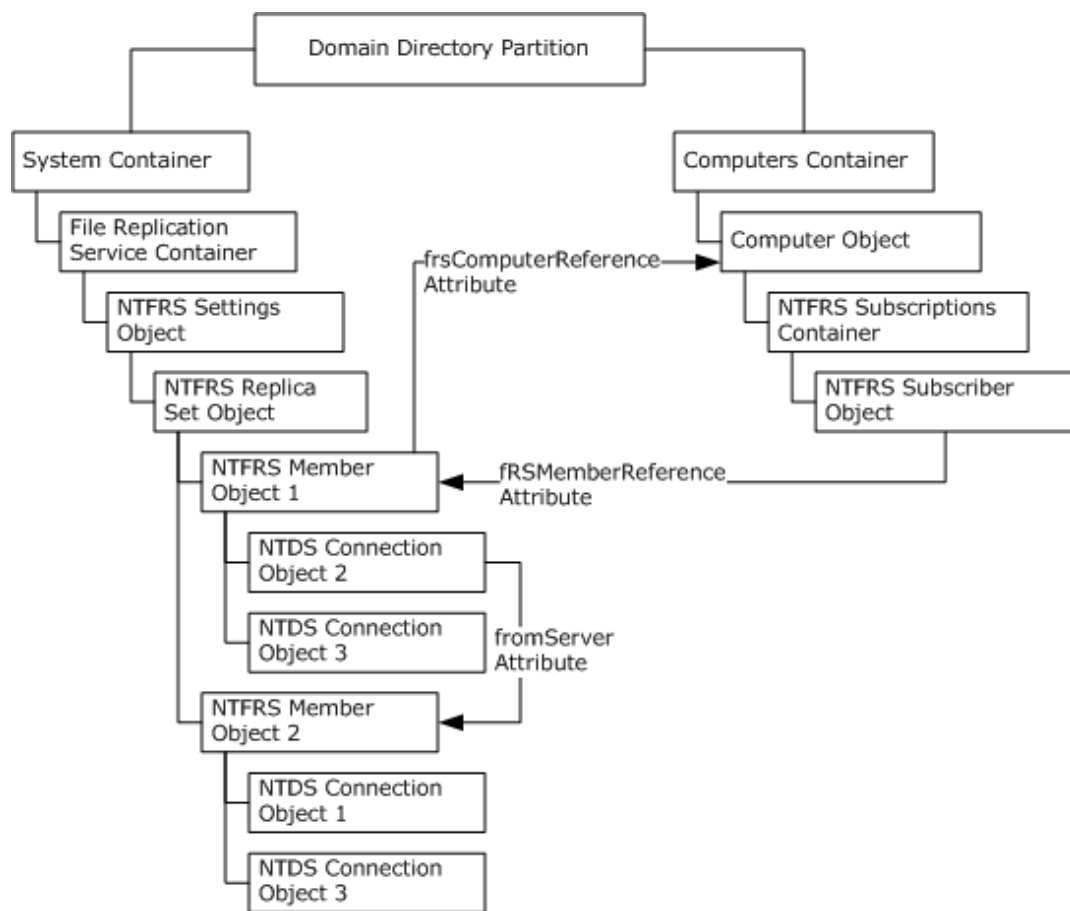 Domain Directory Partition
System Container
Computers Container
File Replication
Service Container
Computer Object
frsComputerReference
Attribute
NTFRS Settings
Object
NTFRS Subscriptions
Container
NTFRS Replica
Set Object
NTFRS Subscriber
Object
NTFRS Member
Object 1
fRSMemberReference
Attribute
NTDS Connection
Object 2
NTDS Connection
Object 3
fromServer
Attribute
NTFRS Member
Object 2
NTDS Connection
Object 1
NTDS Connection
Object 3